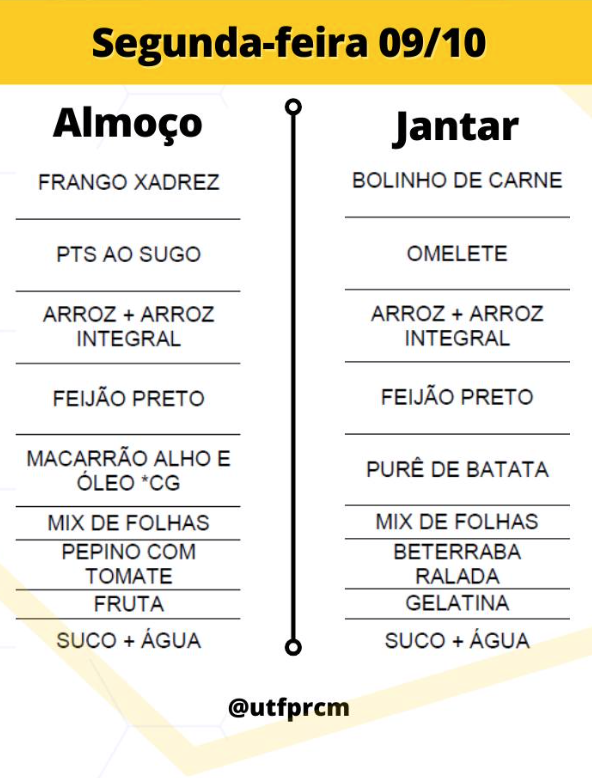 Segunda-feira 09/10
Almoço
FRANGO XADREZ
PTS AO SUGO
ARROZ + ARROZ
INTEGRAL
FEIJÃO PRETO
MACARRÃO ALHO E
ÓLEO *CG
MIX DE FOLHAS
PEPINO COM
TOMATE
FRUTA
SUCO + ÁGUA
Jantar
BOLINHO DE CARNE
OMELETE
ARROZ + ARROZ
INTEGRAL
FEIJÃO PRETO
PURÊ DE BATATA
MIX DE FOLHAS
BETERRABA
RALADA
GELATINA
SUCO + ÁGUA
@utfprcm